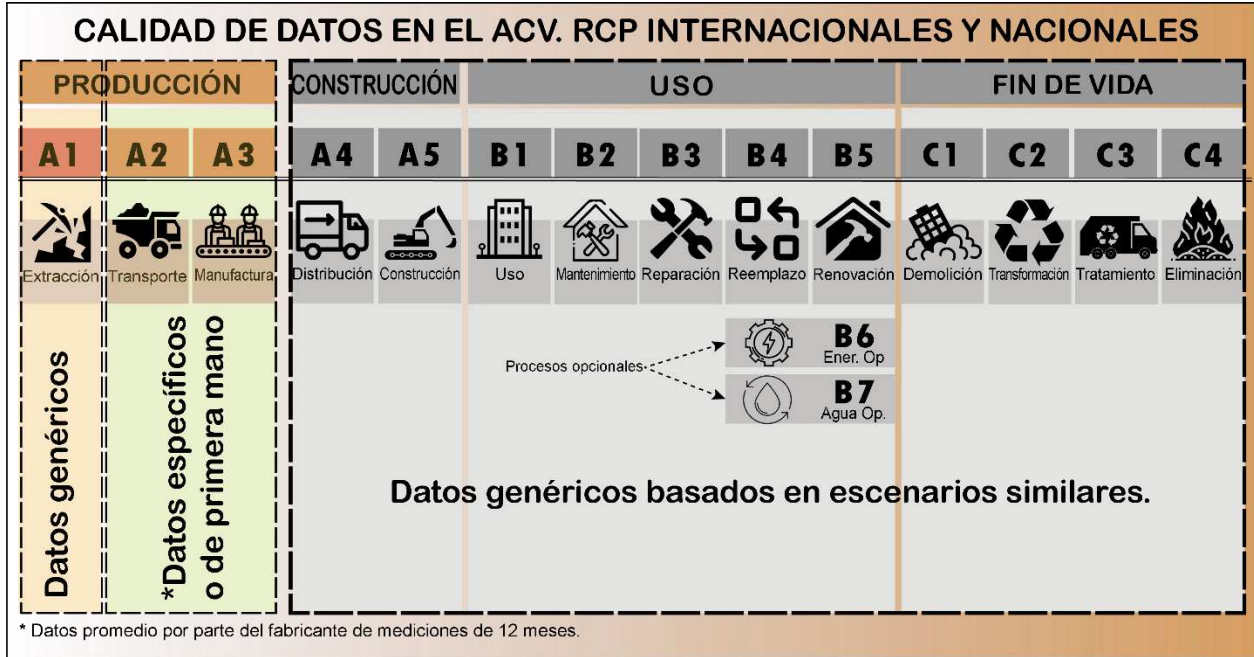 CALIDAD DE DATOS EN EL ACV. RCP INTERNACIONALES Y NACIONALES
PRODUCCIÓN CONSTRUCCIÓN USO FIN DE VIDA
A1 A2 A3 A4 A5 B1 B2 B3 B4 B5 C1 C2 C3 C4
Extracción Transporte Manufactura Distribución Construcción Uso Mantenimiento Reparación Reemplazo Renovación Demolición Transformación Tratamiento Eliminación
Datos genéricos
*Datos específicos
o de primera mano
Procesos opcionales
B6
Ener. Op
B7
Agua Op.
Datos genéricos basados en escenarios similares.
* Datos promedio por parte del fabricante de mediciones de 12 meses.